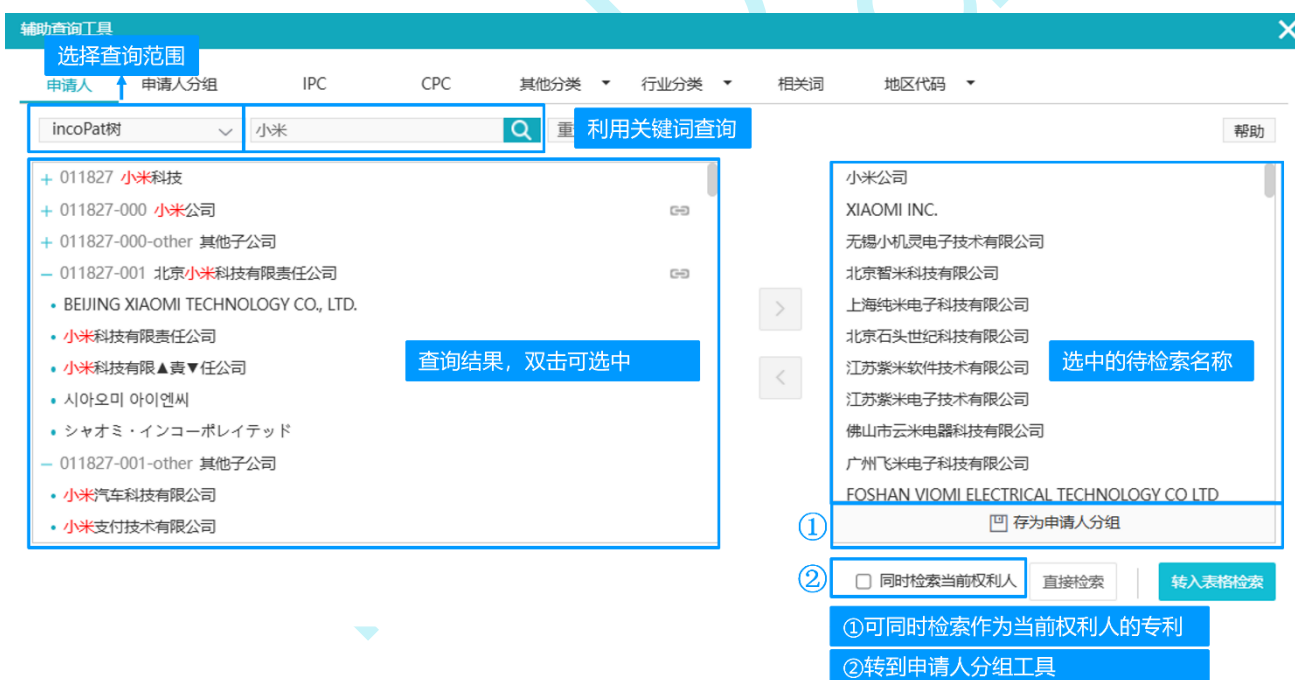 辅助查询工具
选择查询范围
申请人 申请人分组 IPC CPC 其他分类 行业分类 相关词 地区代码
incoPat树 小米 重 利用关键词查询 帮助
011827 小米科技
011827-000 小米公司
011827-000-other 其他子公司
011827-001 北京小米科技有限责任公司
BEIJING XIAOMI TECHNOLOGY CO., LTD.
小米科技有限责任公司
小米科技有限▲責▼任公司
시아오미 아이엔씨
シャオミ・インコーポレイテッド
011827-001-other 其他子公司
小米汽车科技有限公司
小米支付技术有限公司
查询结果，双击可选中
小米公司
XIAOMI INC.
无锡小机灵电子技术有限公司
北京智米科技有限公司
上海纯米电子科技有限公司
北京石头世纪科技有限公司
江苏紫米软件技术有限公司
江苏紫米电子技术有限公司
佛山市云米电器科技有限公司
广州飞米电子科技有限公司
FOSHAN VIOMI ELECTRICAL TECHNOLOGY CO LTD
选中的待检索名称
① 存为申请人分组
② 同时检索当前权利人 直接检索 转入表格检索
①可同时检索作为当前权利人的专利
②转到申请人分组工具